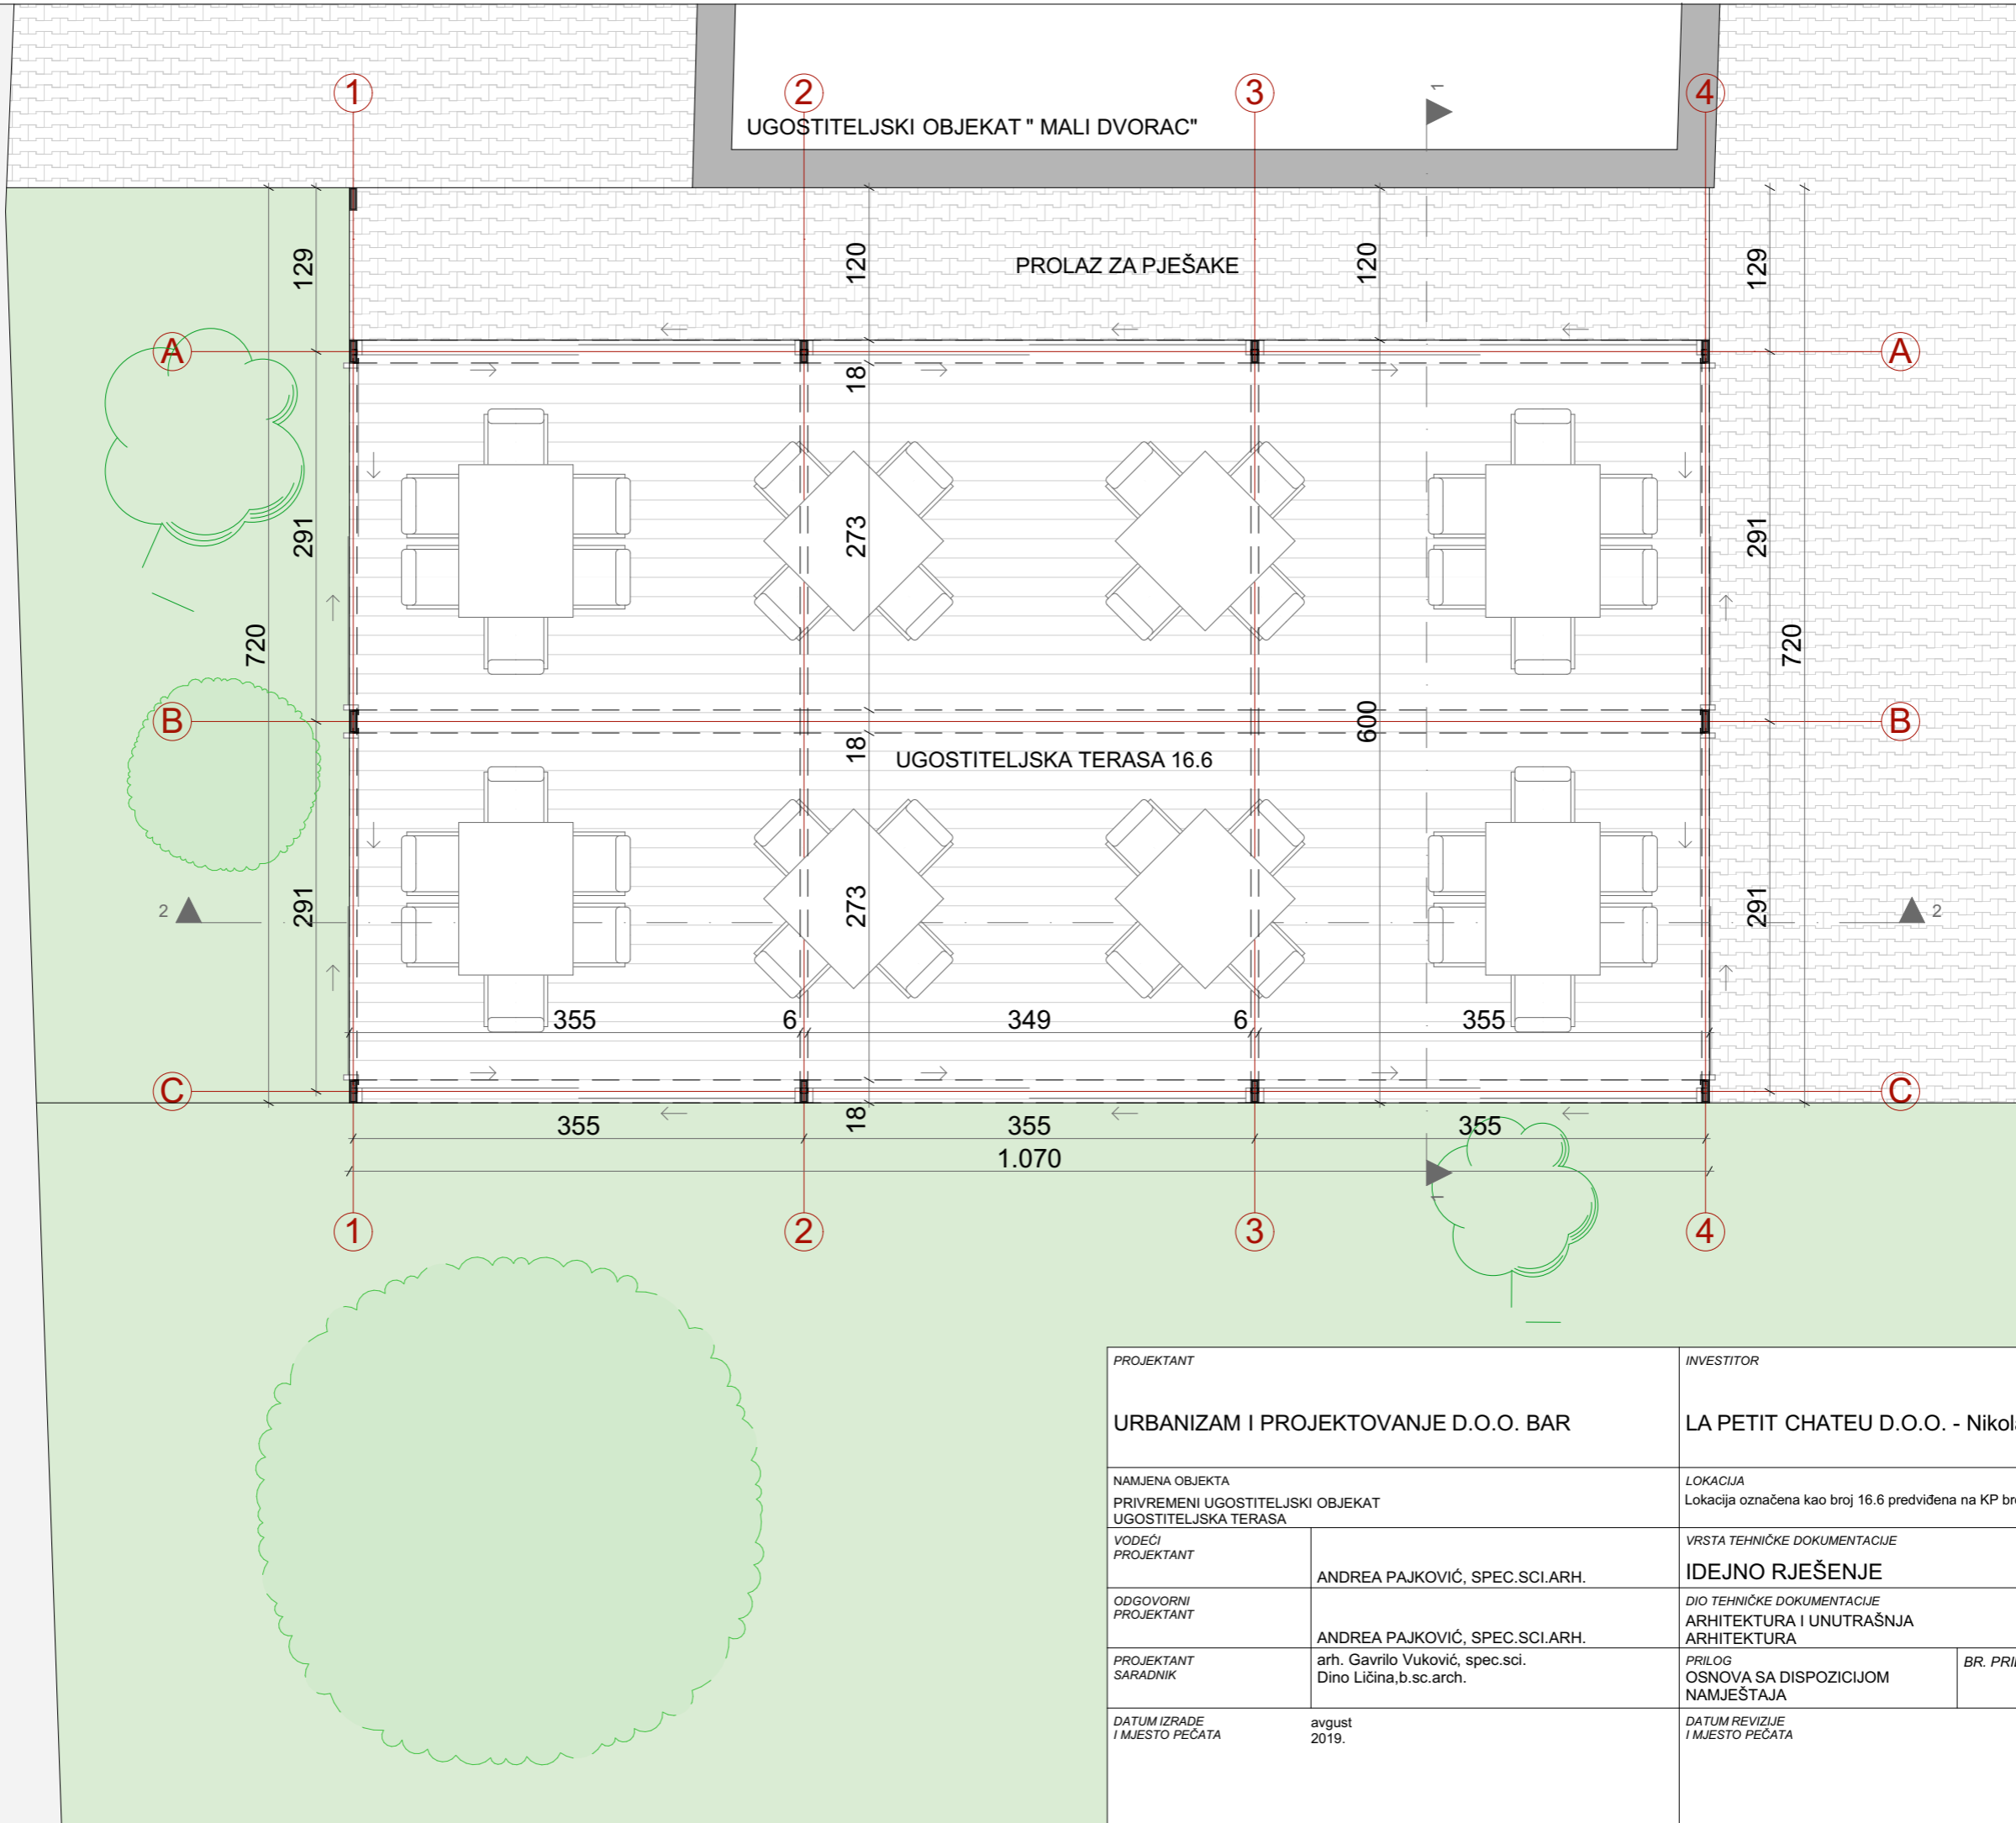 1
2
3
4
1
UGOSTITELJSKI OBJEKAT " MALI DVORAC"
129
120
PROLAZ ZA PJEŠAKE
120
129
A
A
18
291
273
291
720
720
B
B
600
18
UGOSTITELJSKA TERASA 16.6
291
273
291
2
2
355
6
349
6
355
C
C
18
355
355
355
1.070
1
1
2
3
4
PROJEKTANT
URBANIZAM I PROJEKTOVANJE D.O.O. BAR
INVESTITOR
LA PETIT CHATEU D.O.O. - Nikol
NAMJENA OBJEKTA
PRIVREMENI UGOSTITELJSKI OBJEKAT
UGOSTITELJSKA TERASA
LOKACIJA
Lokacija označena kao broj 16.6 predviđena na KP br
VODEĆI
PROJEKTANT
ANDREA PAJKOVIĆ, SPEC.SCI.ARH.
VRSTA TEHNIČKE DOKUMENTACIJE
IDEJNO RJEŠENJE
ODGOVORNI
PROJEKTANT
ANDREA PAJKOVIĆ, SPEC.SCI.ARH.
DIO TEHNIČKE DOKUMENTACIJE
ARHITEKTURA I UNUTRAŠNJA
ARHITEKTURA
PROJEKTANT
SARADNIK
arh. Gavrilo Vuković, spec.sci.
Dino Ličina,b.sc.arch.
PRILOG
OSNOVA SA DISPOZICIJOM
NAMJEŠTAJA
BR. PRI
DATUM IZRADE
I MJESTO PEČATA
avgust
2019.
DATUM REVIZIJE
I MJESTO PEČATA